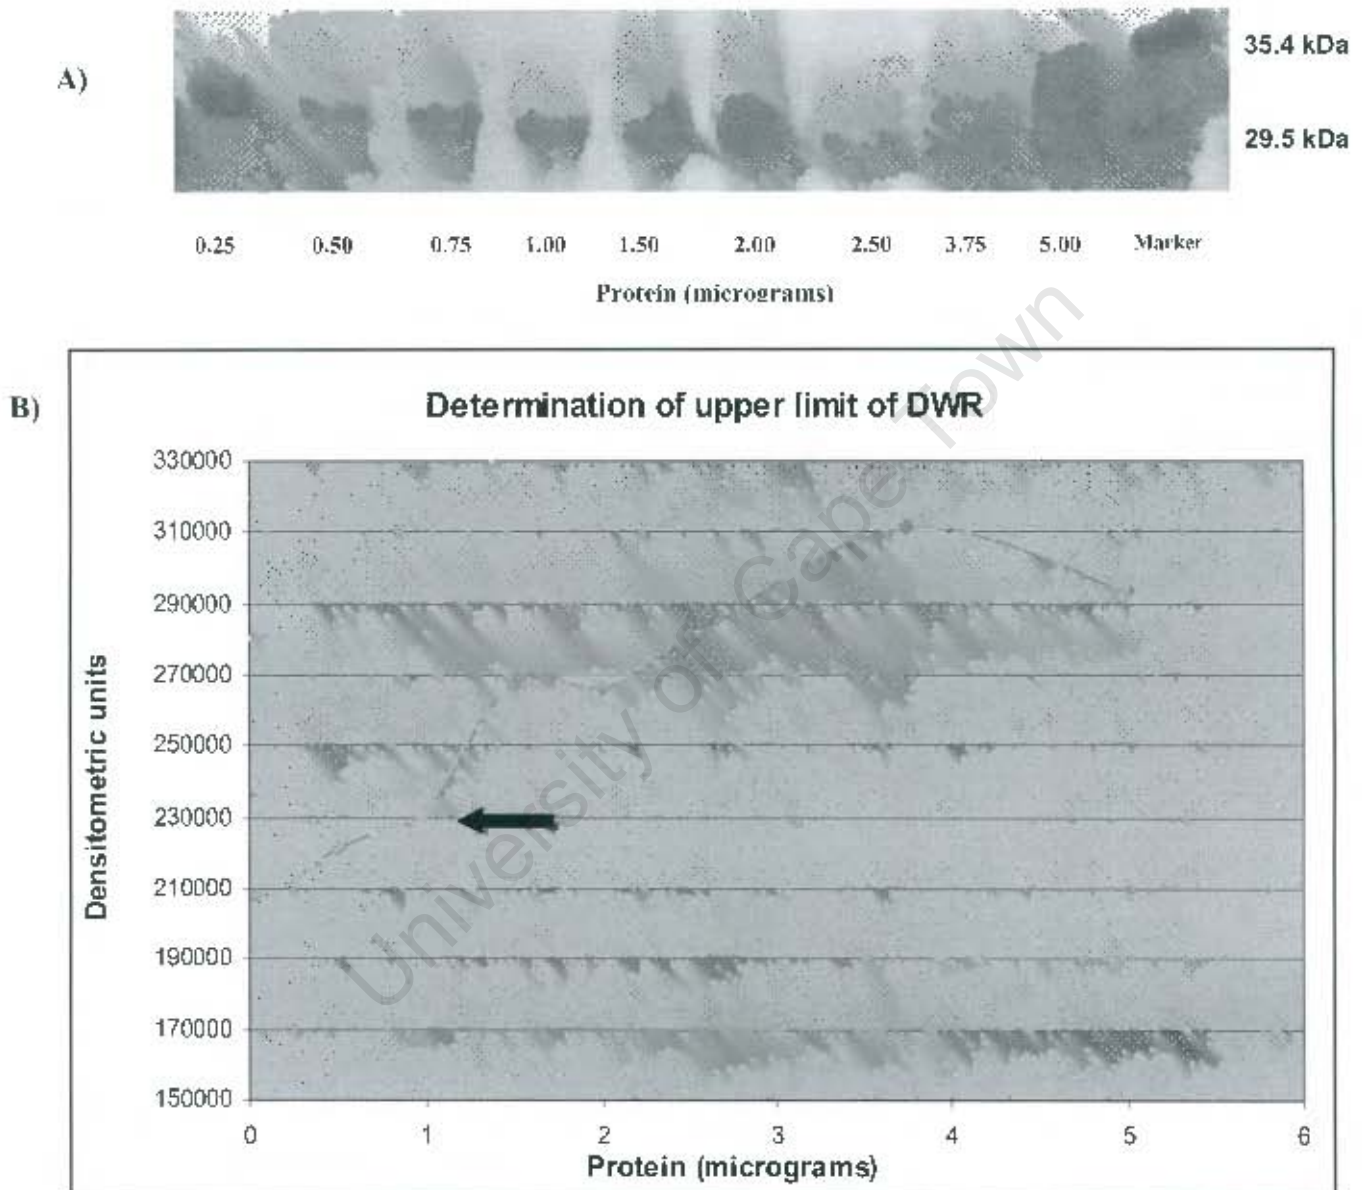 A)
35.4 kDa
29.5 kDa
0.25 0.50 0.75 1.00 1.50 2.00 2.50 3.75 5.00 Marker
Protein (micrograms)
B)
Determination of upper limit of DWR
Densitometric units
330000
310000
290000
270000
250000
230000
210000
190000
170000
150000
0 1 2 3 4 5 6
Protein (micrograms)
University of Cape Town